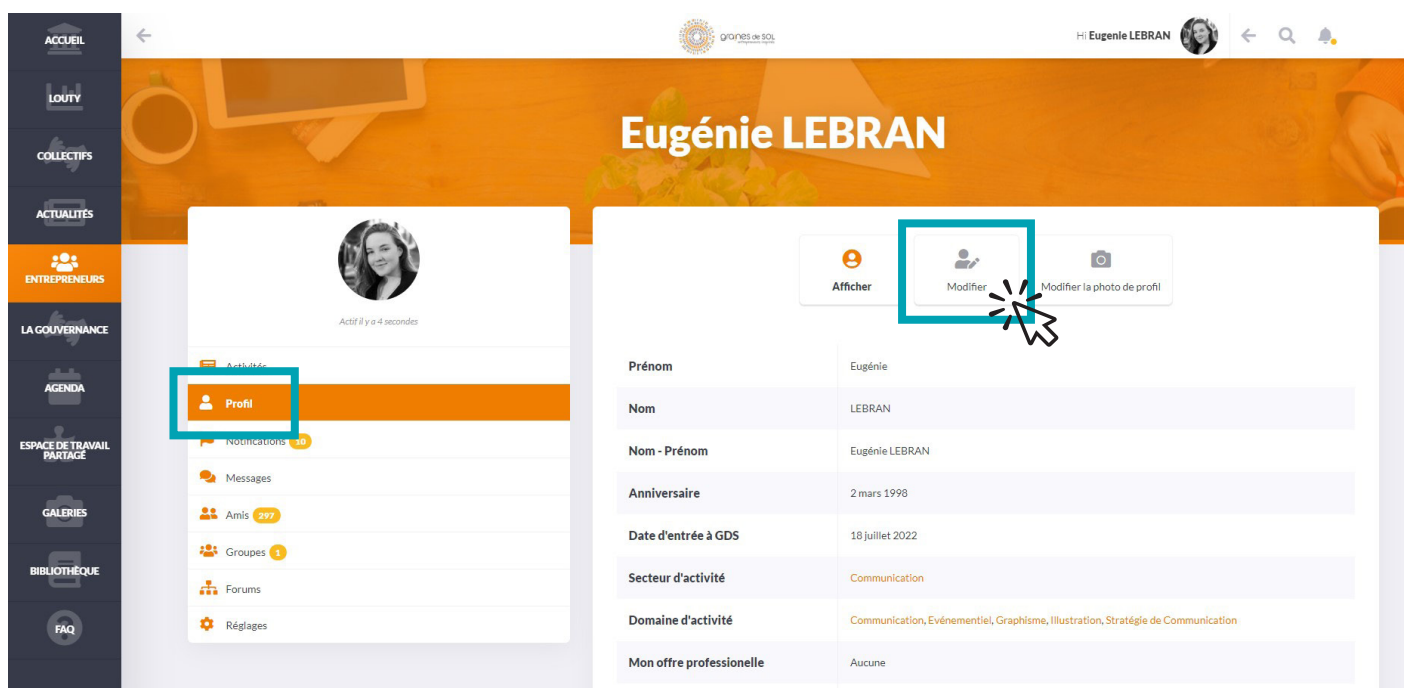 ACCUEIL
LOUTY
COLLECTIFS
ACTUALITÉS
ENTREPRENEURS
LA GOUVERNANCE
AGENDA
ESPACE DE TRAVAIL
PARTAGÉ
GALERIES
BIBLIOTHÈQUE
FAQ
graines de SOL
Hi Eugenie LEBRAN
Eugénie LEBRAN
Actif il y a 4 secondes
Activités
Profil
Notifications 10
Messages
Amis 297
Groupes 1
Forums
Réglages
Afficher
Modifier
Modifier la photo de profil
Prénom Eugénie
Nom LEBRAN
Nom - Prénom Eugénie LEBRAN
Anniversaire 2 mars 1998
Date d'entrée à GDS 18 juillet 2022
Secteur d'activité Communication
Domaine d'activité Communication, Evénementiel, Graphisme, Illustration, Stratégie de Communication
Mon offre professionelle Aucune